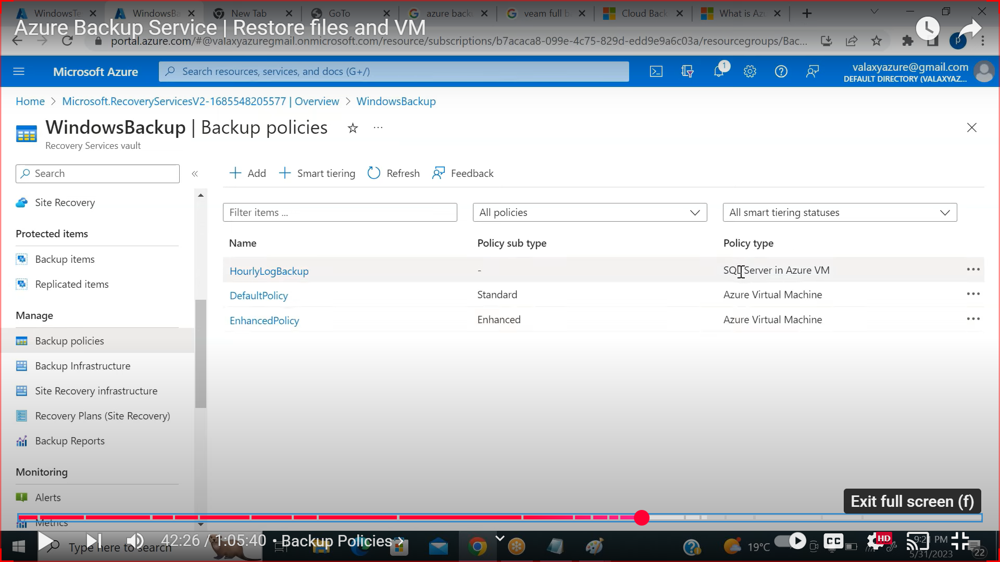 WindowsTe
WindowsBa
New Tab
GoTo
azure back
veam full b
Cloud Back
What is Azu
Azure Backup Service | Restore files and VM
portal.azure.com/#@valaxyazuregmail.onmicrosoft.com/resource/subscriptions/b7acaca8-099e-4c75-829d-edd9e9a6c03a/resourcegroups/Bac...
p
Microsoft Azure
Search resources, services, and docs (G+/)
1
valaxyazure@gmail.com
DEFAULT DIRECTORY (VALAXYAZ...
Home > Microsoft.RecoveryServicesV2-1685548205577 | Overview > WindowsBackup
WindowsBackup | Backup policies
Recovery Services vault
Search
Add
Smart tiering
Refresh
Feedback
Site Recovery
Protected items
Backup items
Replicated items
Manage
Backup policies
Backup Infrastructure
Site Recovery infrastructure
Recovery Plans (Site Recovery)
Backup Reports
Monitoring
Alerts
Metrics
Filter items ...
All policies
All smart tiering statuses
Name Policy sub type Policy type
HourlyLogBackup - SQL Server in Azure VM
DefaultPolicy Standard Azure Virtual Machine
EnhancedPolicy Enhanced Azure Virtual Machine
Exit full screen (f)
42:26 / 1:05:40 • Backup Policies >
Type here to search
19°C
CC
HD
9:21 PM
5/31/2023
22